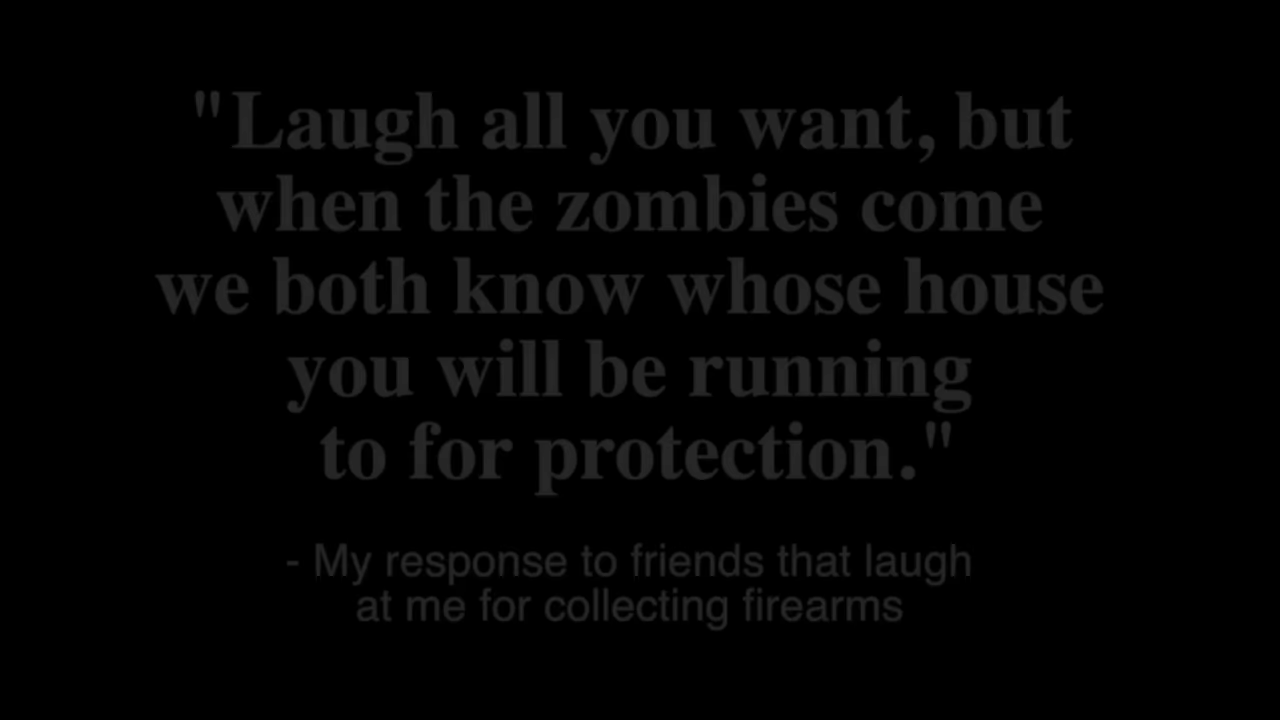 "Laugh all you want, but
when the zombies come
we both know whose house
you will be running
to for protection."
- My response to friends that laugh
at me for collecting firearms